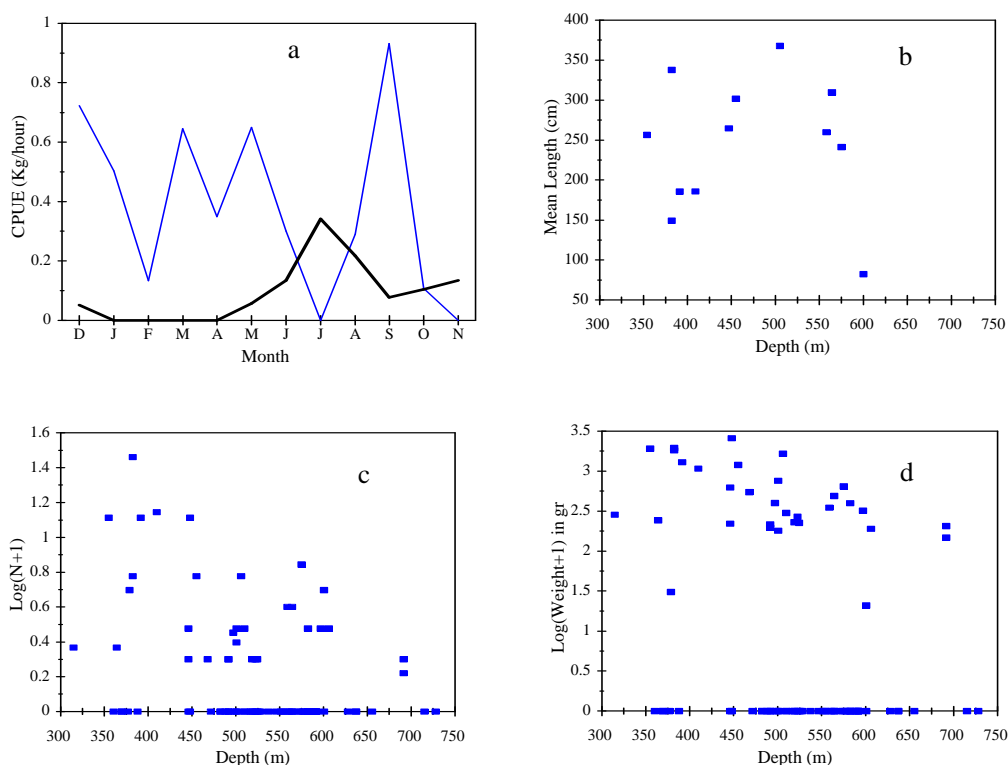 a
1
0.8
0.6
0.4
0.2
0
CPUE (Kg/hour)
D J F M A M J J A S O N
Month
b
400
350
300
250
200
150
100
50
Mean Length (cm)
300 350 400 450 500 550 600 650 700 750
Depth (m)
c
1.6
1.4
1.2
1
0.8
0.6
0.4
0.2
0
Log(N+1)
300 350 400 450 500 550 600 650 700 750
Depth (m)
d
3.5
3
2.5
2
1.5
1
0.5
0
Log(Weight+1) in gr
300 350 400 450 500 550 600 650 700 750
Depth (m)